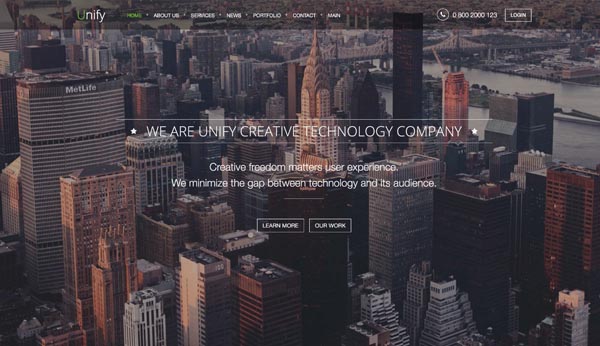 Unify
HOME
ABOUT US
SERVICES
NEWS
PORTFOLIO
CONTACT
MAIN
0 800 2000 123
LOGIN
MetLife
WE ARE UNIFY CREATIVE TECHNOLOGY COMPANY
Creative freedom matters user experience.
We minimize the gap between technology and its audience.
LEARN MORE
OUR WORK